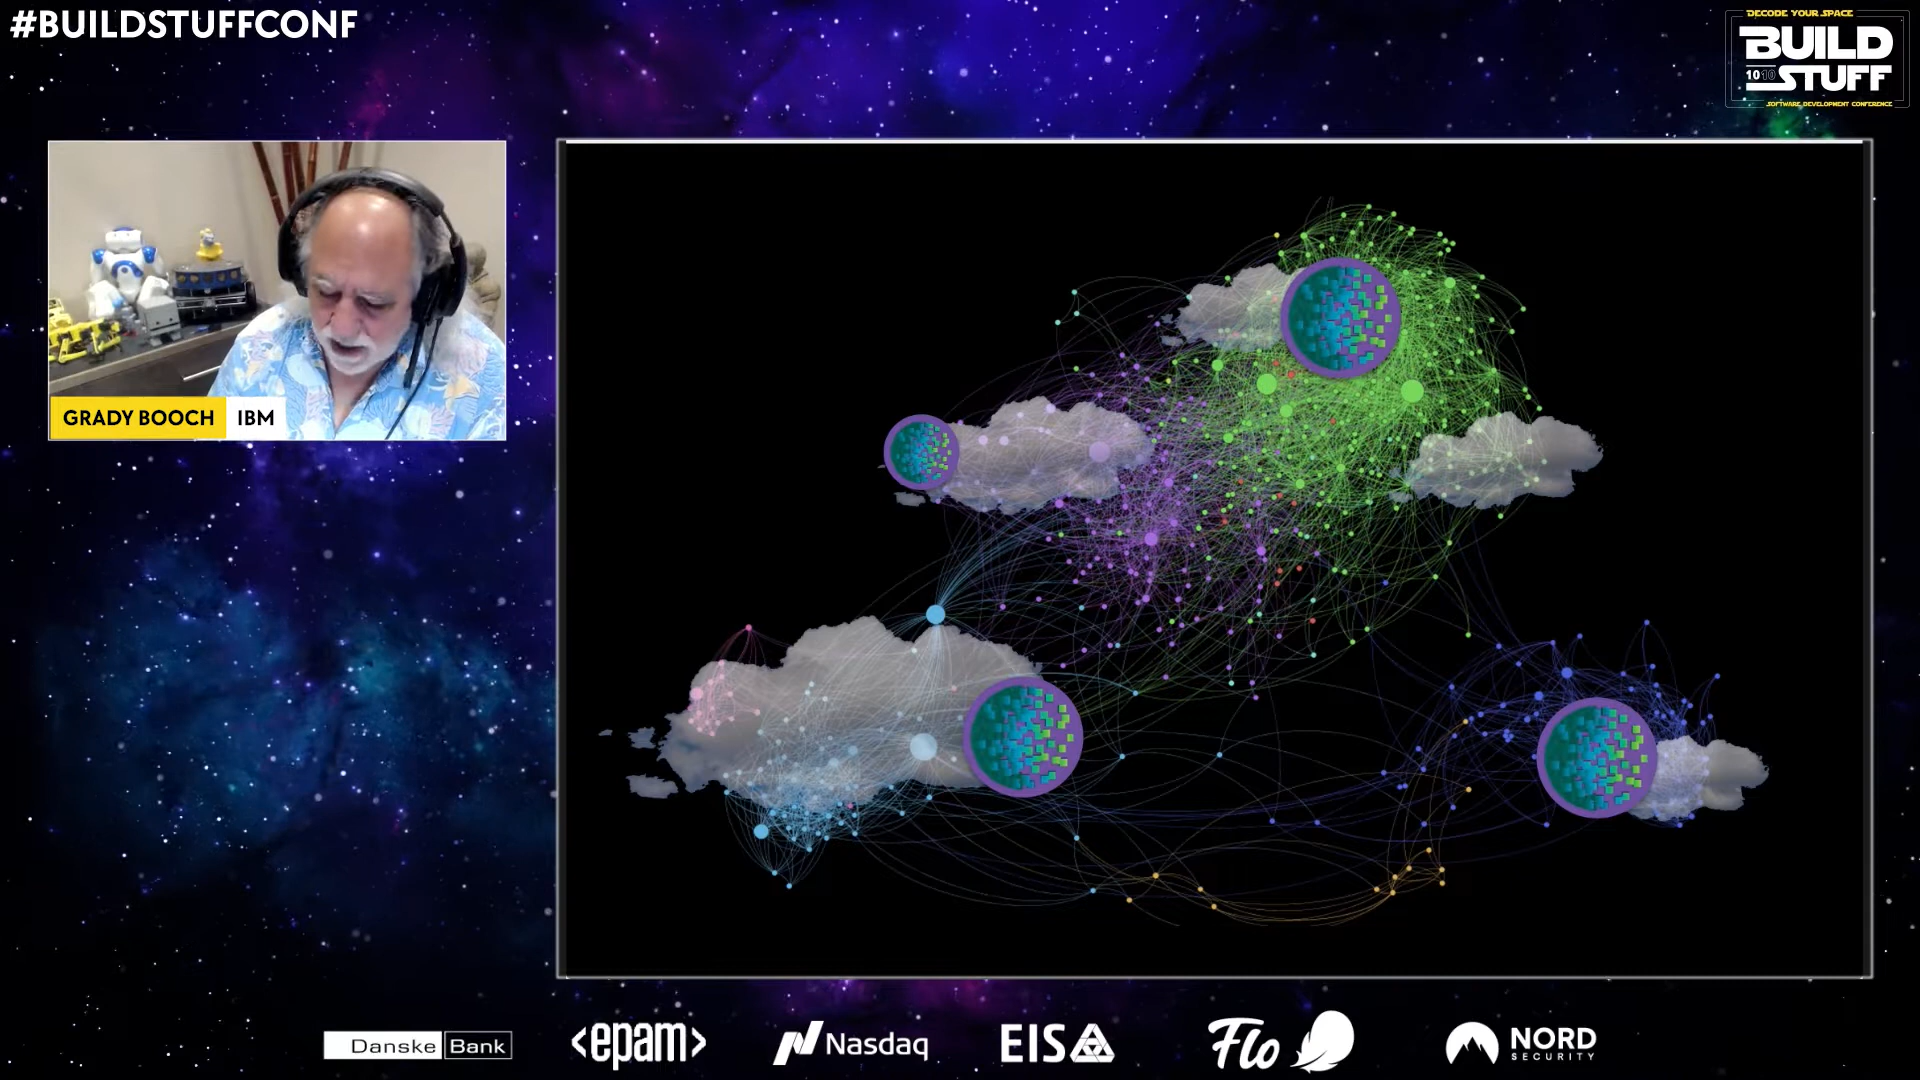 #BUILDSTUFFCONF
DECODE YOUR SPACE
BUILD
1010 STUFF
SOFTWARE DEVELOPMENT CONFERENCE
GRADY BOOCH IBM
Danske Bank
<epam>
Nasdaq
EIS
Flo
NORD
SECURITY